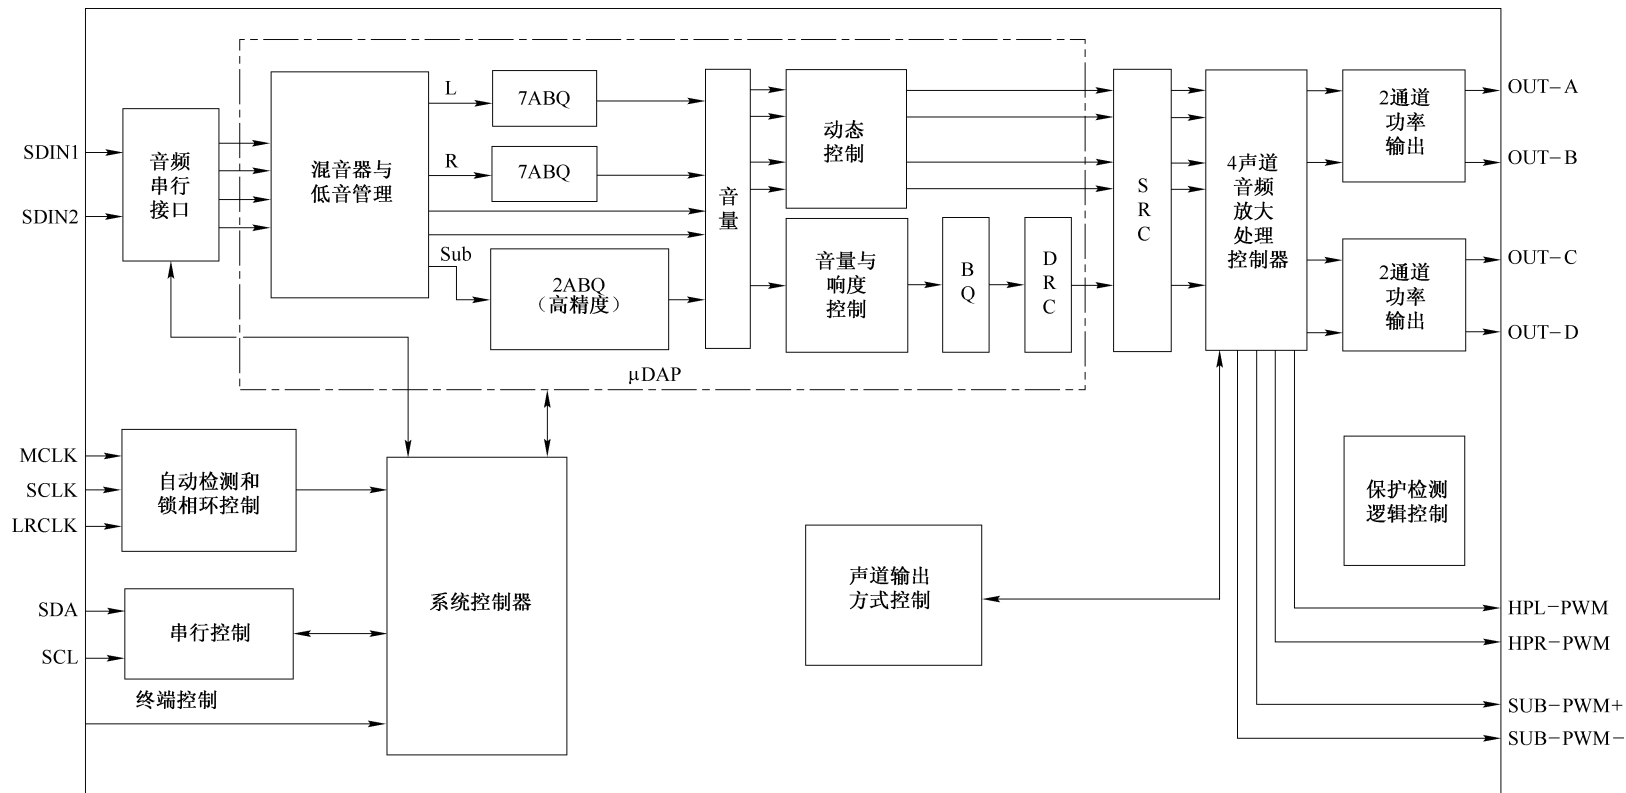 SDIN1
SDIN2
音频
串行
接口
混音器与
低音管理
L
7ABQ
R
7ABQ
Sub
2ABQ
（高精度）
音
量
动态
控制
音量与
响度
控制
B
Q
D
R
C
μDAP
S
R
C
4声道
音频
放大
处理
控制器
2通道
功率
输出
2通道
功率
输出
OUT-A
OUT-B
OUT-C
OUT-D
MCLK
SCLK
LRCLK
自动检测和
锁相环控制
SDA
SCL
串行控制
终端控制
系统控制器
声道输出
方式控制
保护检测
逻辑控制
HPL-PWM
HPR-PWM
SUB-PWM+
SUB-PWM-